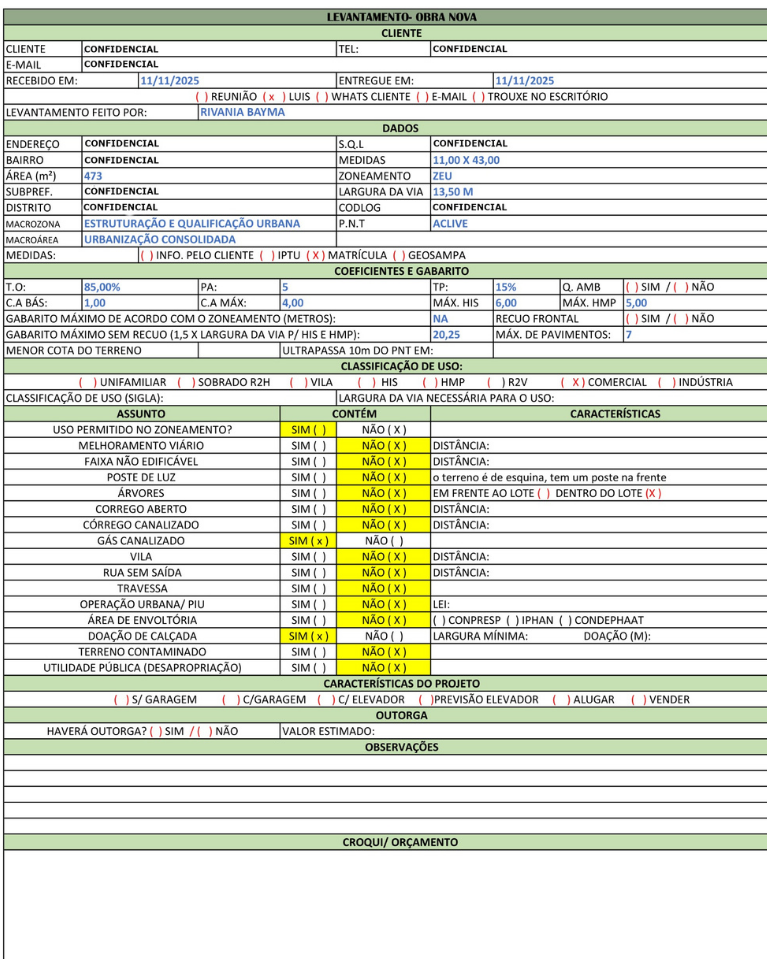 LEVANTAMENTO- OBRA NOVA
CLIENTE
CLIENTE CONFIDENCIAL TEL: CONFIDENCIAL
E-MAIL CONFIDENCIAL
RECEBIDO EM: 11/11/2025 ENTREGUE EM: 11/11/2025
( ) REUNIÃO ( x ) LUIS ( ) WHATS CLIENTE ( ) E-MAIL ( ) TROUXE NO ESCRITÓRIO
LEVANTAMENTO FEITO POR: RIVANIA BAYMA
DADOS
ENDEREÇO CONFIDENCIAL S.Q.L CONFIDENCIAL
BAIRRO CONFIDENCIAL MEDIDAS 11,00 X 43,00
ÁREA (m²) 473 ZONEAMENTO ZEU
SUBPREF. CONFIDENCIAL LARGURA DA VIA 13,50 M
DISTRITO CONFIDENCIAL CODLOG CONFIDENCIAL
MACROZONA ESTRUTURAÇÃO E QUALIFICAÇÃO URBANA P.N.T ACLIVE
MACROÁREA URBANIZAÇÃO CONSOLIDADA
MEDIDAS: ( ) INFO. PELO CLIENTE ( ) IPTU ( X ) MATRÍCULA ( ) GEOSAMPA
COEFICIENTES E GABARITO
T.O: 85,00% PA: 5 TP: 15% Q. AMB ( ) SIM / ( ) NÃO
C.A BÁS: 1,00 C.A MÁX: 4,00 MÁX. HIS 6,00 MÁX. HMP 5,00
GABARITO MÁXIMO DE ACORDO COM O ZONEAMENTO (METROS): NA RECUO FRONTAL ( ) SIM / ( ) NÃO
GABARITO MÁXIMO SEM RECUO (1,5 X LARGURA DA VIA P/ HIS E HMP): 20,25 MÁX. DE PAVIMENTOS: 7
MENOR COTA DO TERRENO ULTRAPASSA 10m DO PNT EM:
CLASSIFICAÇÃO DE USO:
( ) UNIFAMILIAR ( ) SOBRADO R2H ( ) VILA ( ) HIS ( ) HMP ( ) R2V ( X ) COMERCIAL ( ) INDÚSTRIA
CLASSIFICAÇÃO DE USO (SIGLA): LARGURA DA VIA NECESSÁRIA PARA O USO:
ASSUNTO CONTÉM CARACTERÍSTICAS
USO PERMITIDO NO ZONEAMENTO? SIM ( ) NÃO ( X )
MELHORAMENTO VIÁRIO SIM ( ) NÃO ( X ) DISTÂNCIA:
FAIXA NÃO EDIFICÁVEL SIM ( ) NÃO ( X ) DISTÂNCIA:
POSTE DE LUZ SIM ( ) NÃO ( X ) o terreno é de esquina, tem um poste na frente
ÁRVORES SIM ( ) NÃO ( X ) EM FRENTE AO LOTE ( ) DENTRO DO LOTE (X )
CORREGO ABERTO SIM ( ) NÃO ( X ) DISTÂNCIA:
CÓRREGO CANALIZADO SIM ( ) NÃO ( X ) DISTÂNCIA:
GÁS CANALIZADO SIM ( x ) NÃO ( )
VILA SIM ( ) NÃO ( X ) DISTÂNCIA:
RUA SEM SAÍDA SIM ( ) NÃO ( X ) DISTÂNCIA:
TRAVESSA SIM ( ) NÃO ( X )
OPERAÇÃO URBANA/ PIU SIM ( ) NÃO ( X ) LEI:
ÁREA DE ENVOLTÓRIA SIM ( ) NÃO ( X ) ( ) CONPRESP ( ) IPHAN ( ) CONDEPHAAT
DOAÇÃO DE CALÇADA SIM ( x ) NÃO ( ) LARGURA MÍNIMA: DOAÇÃO (M):
TERRENO CONTAMINADO SIM ( ) NÃO ( X )
UTILIDADE PÚBLICA (DESAPROPRIAÇÃO) SIM ( ) NÃO ( X )
CARACTERÍSTICAS DO PROJETO
( ) S/ GARAGEM ( ) C/GARAGEM ( ) C/ ELEVADOR ( )PREVISÃO ELEVADOR ( ) ALUGAR ( ) VENDER
OUTORGA
HAVERÁ OUTORGA? ( ) SIM / ( ) NÃO VALOR ESTIMADO:
OBSERVAÇÕES
CROQUI/ ORÇAMENTO